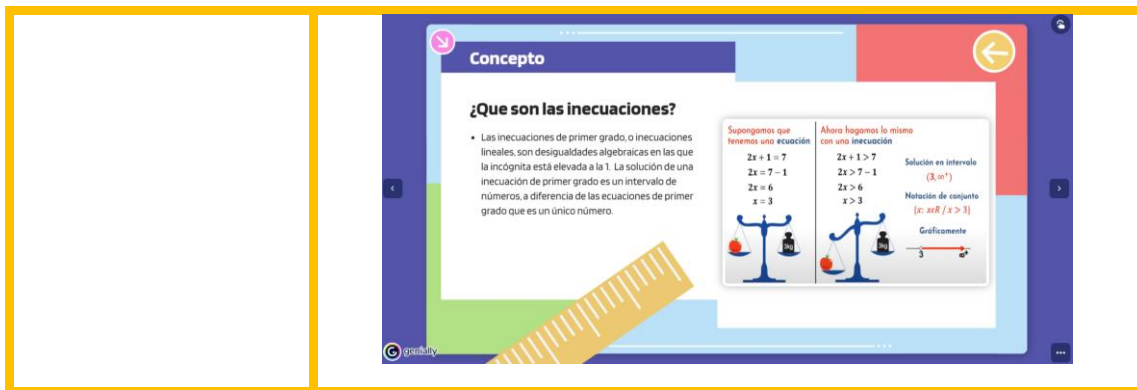 Concepto
¿Que son las inecuaciones?
• Las inecuaciones de primer grado, o inecuaciones
lineales, son desigualdades algebraicas en las que
la incógnita está elevada a la 1. La solución de una
inecuación de primer grado es un intervalo de
números, a diferencia de las ecuaciones de primer
grado que es un único número.
Supongamos que
tenemos una ecuación
2x + 1 = 7
2x = 7 − 1
2x = 6
x = 3
3kg
Ahora hagamos lo mismo
con una inecuación
2x + 1 > 7
2x > 7 − 1
2x > 6
x > 3
3kg
Solución en intervalo
(3, ∞⁺)
Notación de conjunto
{x: xϵR / x > 3}
Gráficamente
3 ∞⁺
genially